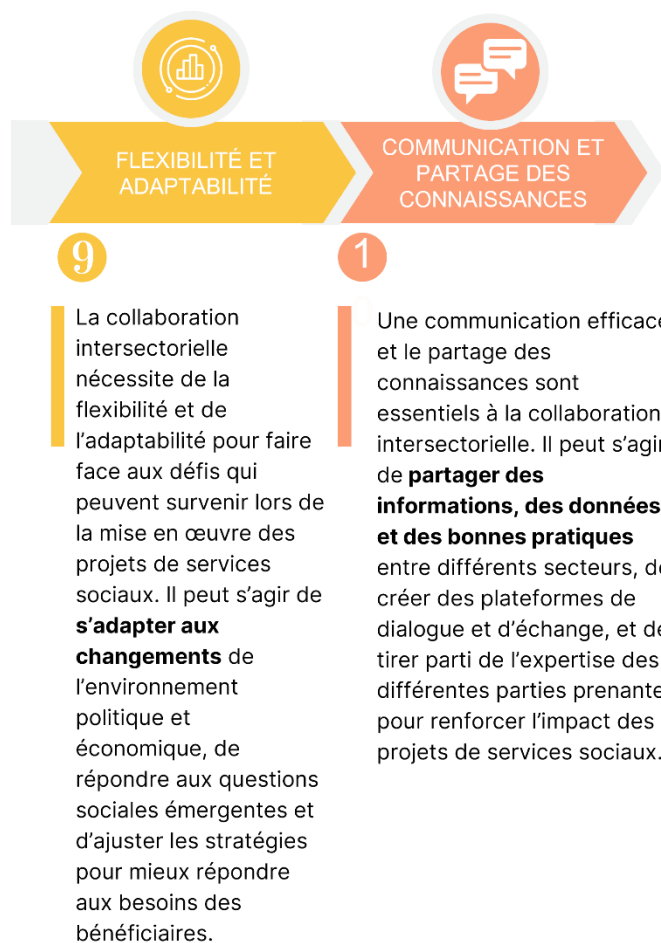 FLEXIBILITÉ ET
ADAPTABILITÉ
9
La collaboration
intersectorielle
nécessite de la
flexibilité et de
l’adaptabilité pour faire
face aux défis qui
peuvent survenir lors de
la mise en œuvre des
projets de services
sociaux. Il peut s’agir de
s’adapter aux
changements de
l’environnement
politique et
économique, de
répondre aux questions
sociales émergentes et
d’ajuster les stratégies
pour mieux répondre
aux besoins des
bénéficiaires.
COMMUNICATION ET
PARTAGE DES
CONNAISSANCES
1
Une communication efficace
et le partage des
connaissances sont
essentiels à la collaboration
intersectorielle. Il peut s’agir
de partager des
informations, des données
et des bonnes pratiques
entre différents secteurs, de
créer des plateformes de
dialogue et d’échange, et de
tirer parti de l’expertise des
différentes parties prenante
pour renforcer l’impact des
projets de services sociaux.